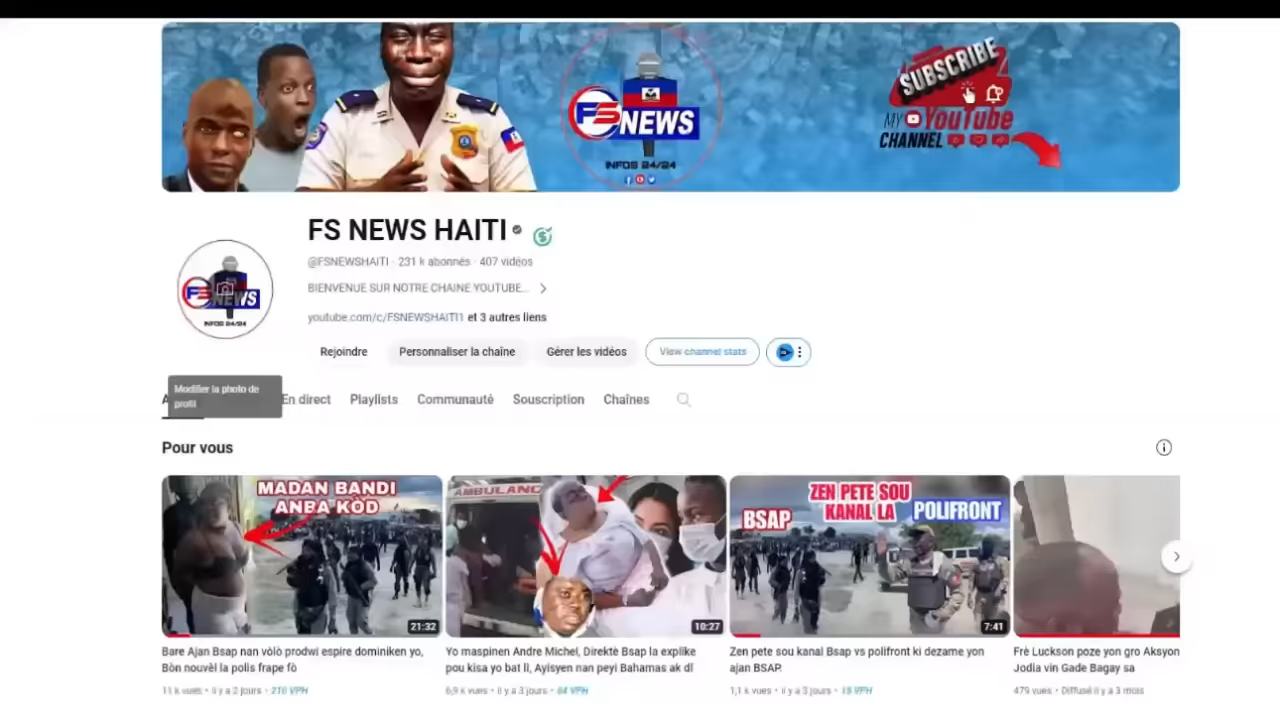 SUBSCRIBE
MY YouTube
CHANNEL
FS NEWS
INFOS 24/24
FS NEWS HAITI
@FSNEWSHAITI · 231 k abonnés · 407 vidéos
BIENVENUE SUR NOTRE CHAINE YOUTUBE...
youtube.com/c/FSNEWSHAITI1 et 3 autres liens
FS NEWS
INFOS 24/24
Rejoindre
Personnaliser la chaîne
Gérer les vidéos
View channel stats
Modifier la photo de
profil
A
En direct
Playlists
Communauté
Souscription
Chaînes
Pour vous
MADAN BANDI
ANBA KÒD
21:32
AMBULANC
10:27
BSAP
ZEN PETE SOU
KANAL LA
POLIFRONT
7:41
Bare Ajan Bsap nan vòlò prodwi espire dominiken yo,
Bòn nouvèl la polis frape fò
11 k vues · il y a 2 jours · 210 VPH
Yo maspinen Andre Michel, Direktè Bsap la explike
pou kisa yo bat li, Ayisyen nan peyi Bahamas ak dl
6,9 k vues · il y a 3 jours · 84 VPH
Zen pete sou kanal Bsap vs polifront ki dezame yon
ajan BSAP.
1,1 k vues · il y a 3 jours · 15 VPH
Frè Luckson poze yon gro Aksyon
Jodia vin Gade Bagay sa
479 vues · Diffusé il y a 3 mois